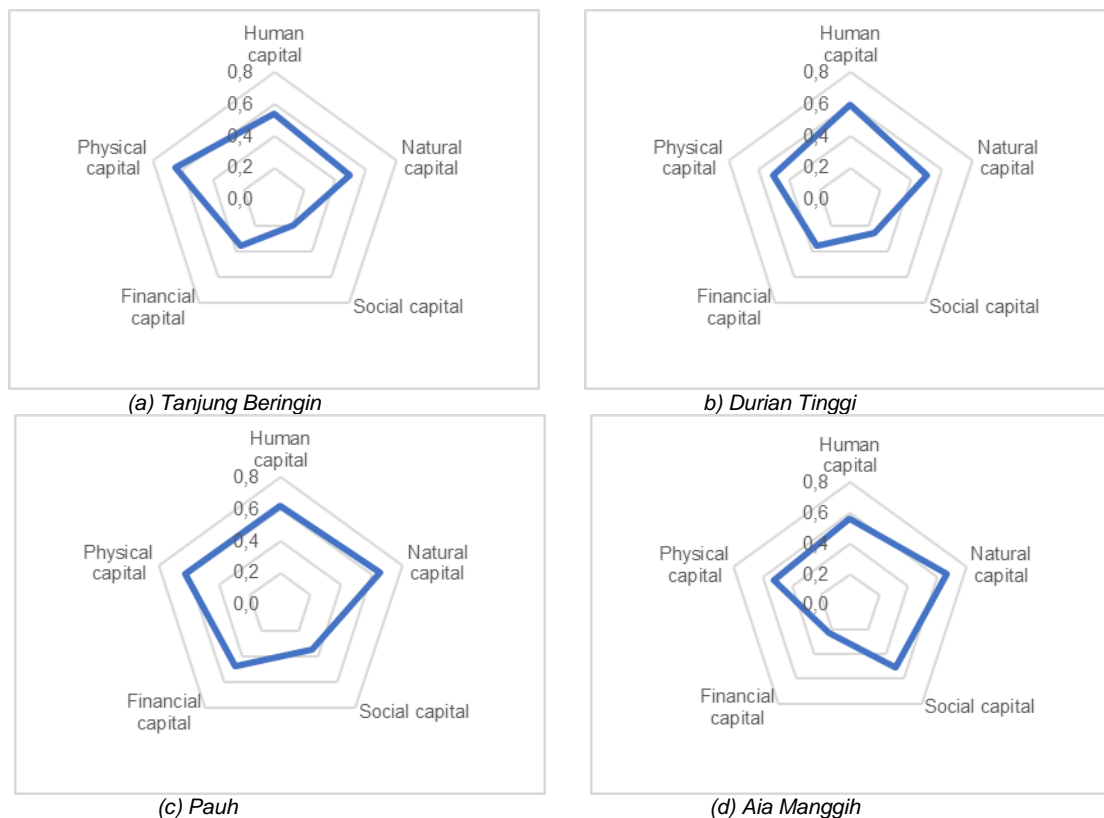 Human
capital
0,8
0,6
0,4
0,2
0,0
Physical
capital
Natural
capital
Financial
capital
Social capital
(a) Tanjung Beringin
Human
capital
0,8
0,6
0,4
0,2
0,0
Physical
capital
Natural
capital
Financial
capital
Social capital
b) Durian Tinggi
Human
capital
0,8
0,6
0,4
0,2
0,0
Physical
capital
Natural
capital
Financial
capital
Social capital
(c) Pauh
Human
capital
0,8
0,6
0,4
0,2
0,0
Physical
capital
Natural
capital
Financial
capital
Social capital
(d) Aia Manggih